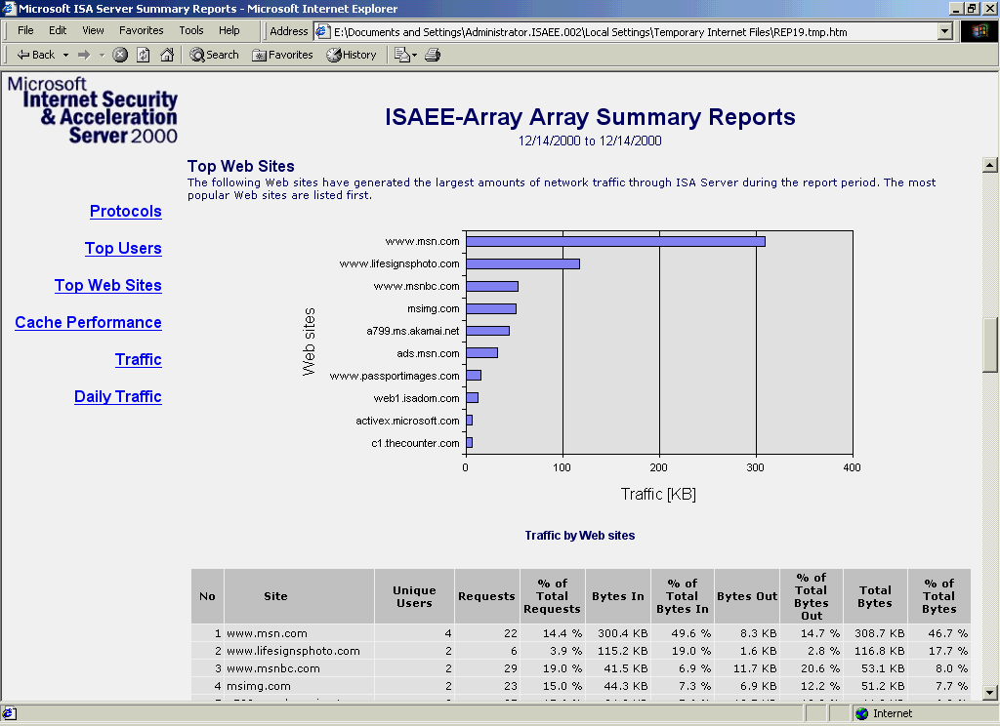 Microsoft ISA Server Summary Reports - Microsoft Internet Explorer
File Edit View Favorites Tools Help Address E:\Documents and Settings\Administrator.ISAEE.002\Local Settings\Temporary Internet Files\REP19.tmp.htm
Back Search Favorites History
Microsoft
Internet Security
& Acceleration
Server 2000
ISAEE-Array Array Summary Reports
12/14/2000 to 12/14/2000
Protocols
Top Users
Top Web Sites
Cache Performance
Traffic
Daily Traffic
Top Web Sites
The following Web sites have generated the largest amounts of network traffic through ISA Server during the report period. The most
popular Web sites are listed first.
Web sites
www.msn.com
www.lifesignsphoto.com
www.msnbc.com
msimg.com
a799.ms.akamai.net
ads.msn.com
www.passportimages.com
web1.isadom.com
activex.microsoft.com
c1.thecounter.com
0 100 200 300 400
Traffic [KB]
Traffic by Web sites
No Site Unique Users Requests % of Total Requests Bytes In % of Total Bytes In Bytes Out % of Total Bytes Out Total Bytes % of Total Bytes
1 www.msn.com 4 22 14.4 % 300.4 KB 49.6 % 8.3 KB 14.7 % 308.7 KB 46.7 %
2 www.lifesignsphoto.com 2 6 3.9 % 115.2 KB 19.0 % 1.6 KB 2.8 % 116.8 KB 17.7 %
3 www.msnbc.com 2 29 19.0 % 41.5 KB 6.9 % 11.7 KB 20.6 % 53.1 KB 8.0 %
4 msimg.com 2 23 15.0 % 44.3 KB 7.3 % 6.9 KB 12.2 % 51.2 KB 7.7 %
Internet